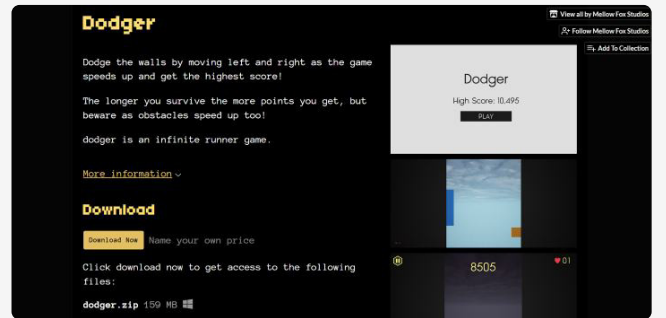 View all by Mellow Fox Studios
Follow Mellow Fox Studios
Add To Collection
Dodger
Dodge the walls by moving left and right as the game
speeds up and get the highest score!
The longer you survive the more points you get, but
beware as obstacles speed up too!
dodger is an infinite runner game.
More information
Download
Download Now Name your own price
Click download now to get access to the following
files:
dodger.zip 159 MB
Dodger
High Score: 10,495
PLAY
8505
01